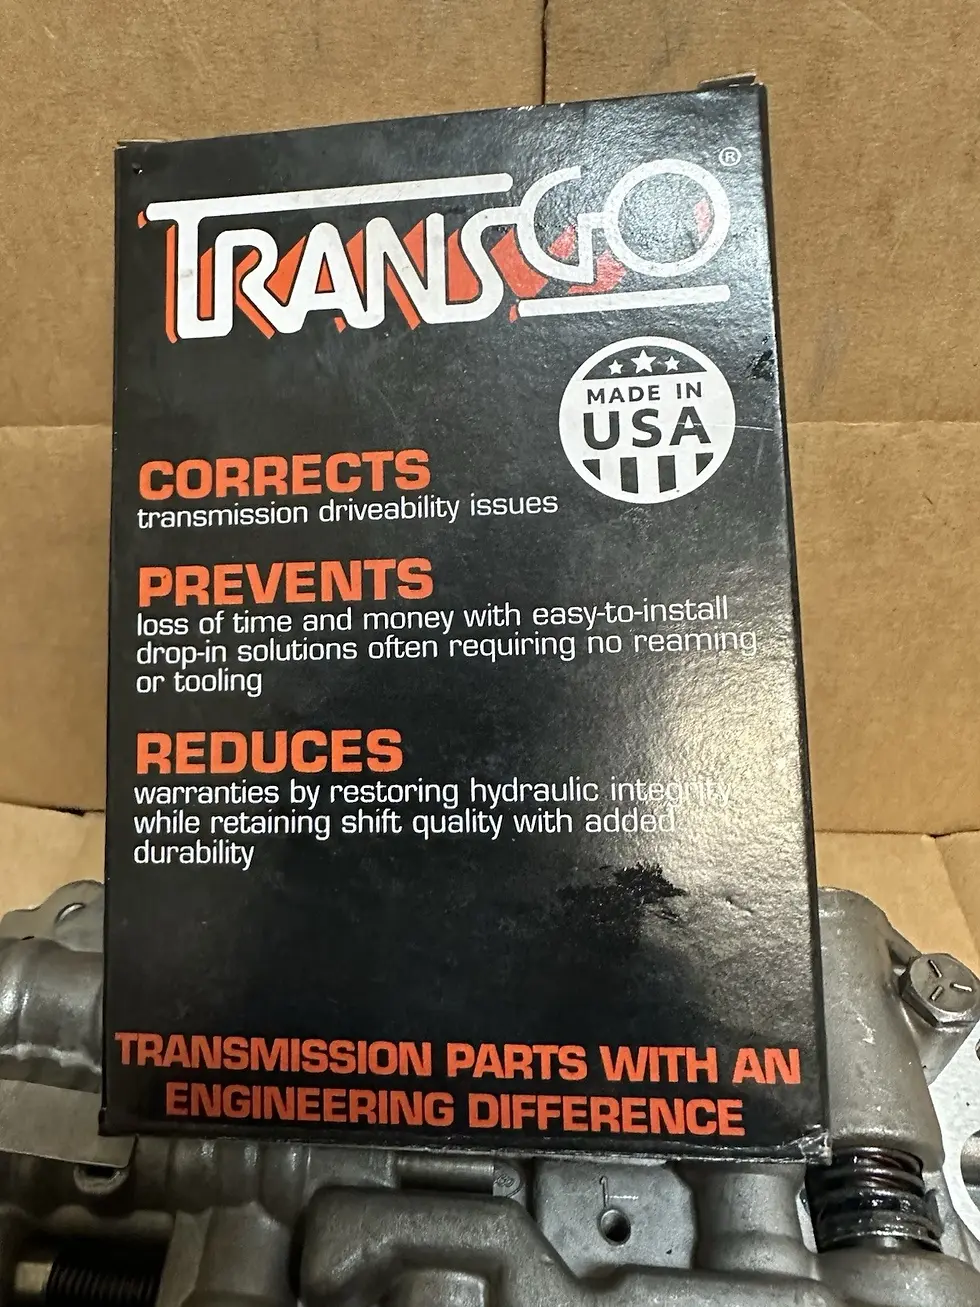 TRANSGO®
MADE IN
USA
CORRECTS
transmission driveability issues
PREVENTS
loss of time and money with easy-to-install
drop-in solutions often requiring no reaming
or tooling
REDUCES
warranties by restoring hydraulic integrity
while retaining shift quality with added
durability
TRANSMISSION PARTS WITH AN
ENGINEERING DIFFERENCE